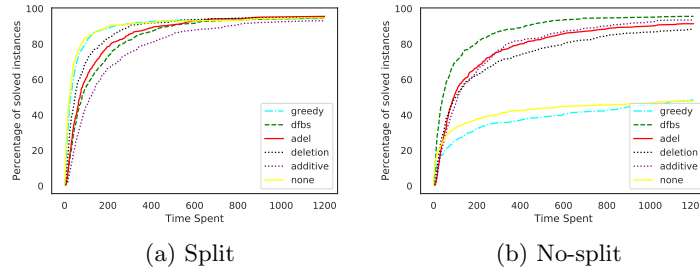 100
80
60
40
20
0
Percentage of solved instances
greedy
dfbs
adel
deletion
additive
none
0 200 400 600 800 1000 1200
Time Spent
(a) Split
100
80
60
40
20
0
Percentage of solved instances
greedy
dfbs
adel
deletion
additive
none
0 200 400 600 800 1000 120
Time Spent
(b) No-split